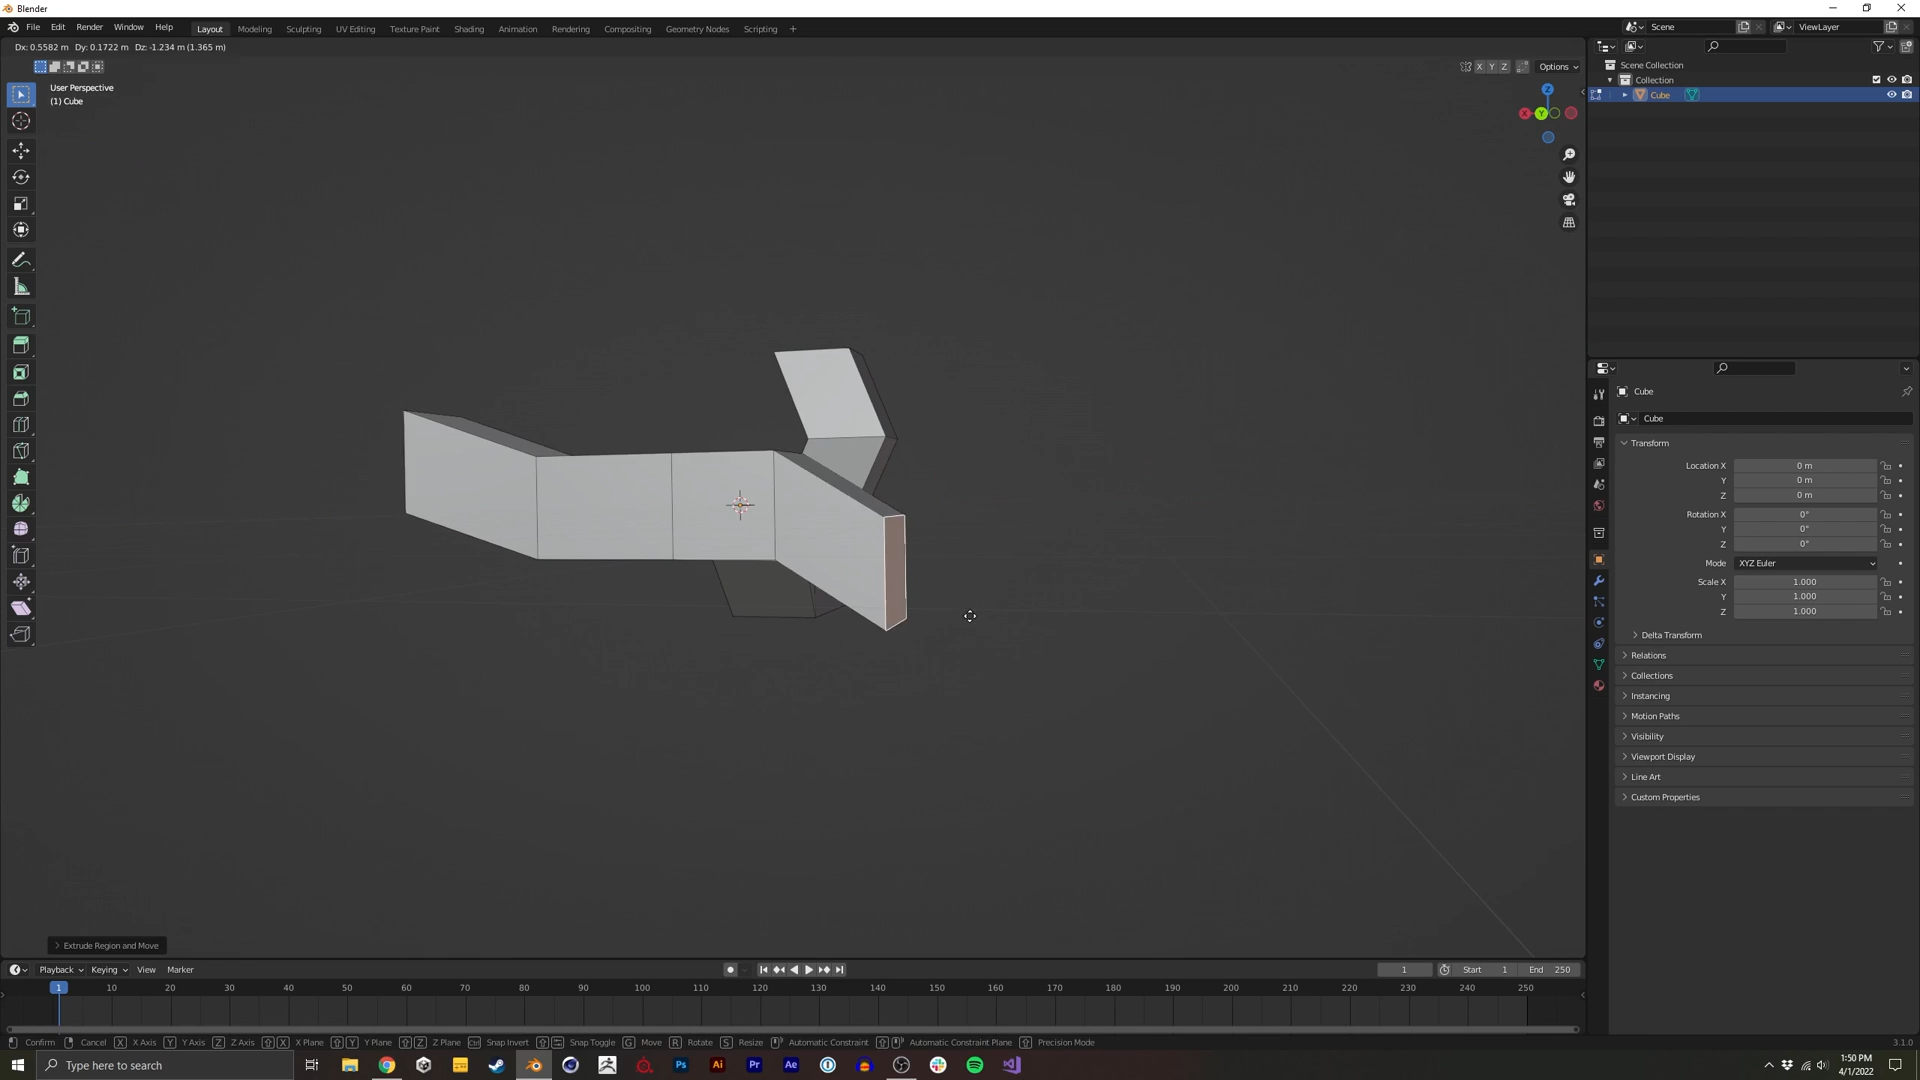 Blender
File Edit Render Window Help Layout Modeling Sculpting UV Editing Texture Paint Shading Animation Rendering Compositing Geometry Nodes Scripting + Scene ViewLayer
Dx: 0.5582 m Dy: 0.1722 m Dz: -1.234 m (1.365 m)
X Y Z Options
User Perspective
(1) Cube
Scene Collection
Collection
Cube
Z
X Y
Cube
Cube
Transform
Location X 0 m
Y 0 m
Z 0 m
Rotation X 0°
Y 0°
Z 0°
Mode XYZ Euler
Scale X 1.000
Y 1.000
Z 1.000
Delta Transform
Relations
Collections
Instancing
Motion Paths
Visibility
Viewport Display
Line Art
Custom Properties
Extrude Region and Move
Playback Keying View Marker 1 Start 1 End 250
1 10 20 30 40 50 60 70 80 90 100 110 120 130 140 150 160 170 180 190 200 210 220 230 240 250
Confirm Cancel X X Axis Y Y Axis Z Z Axis X X Plane Y Y Plane Z Z Plane Ctrl Snap Invert Snap Toggle G Move R Rotate S Resize Automatic Constraint Automatic Constraint Plane Precision Mode 3.1.0
Type here to search Ps Ai Pr Ae 1:50 PM
4/1/2022